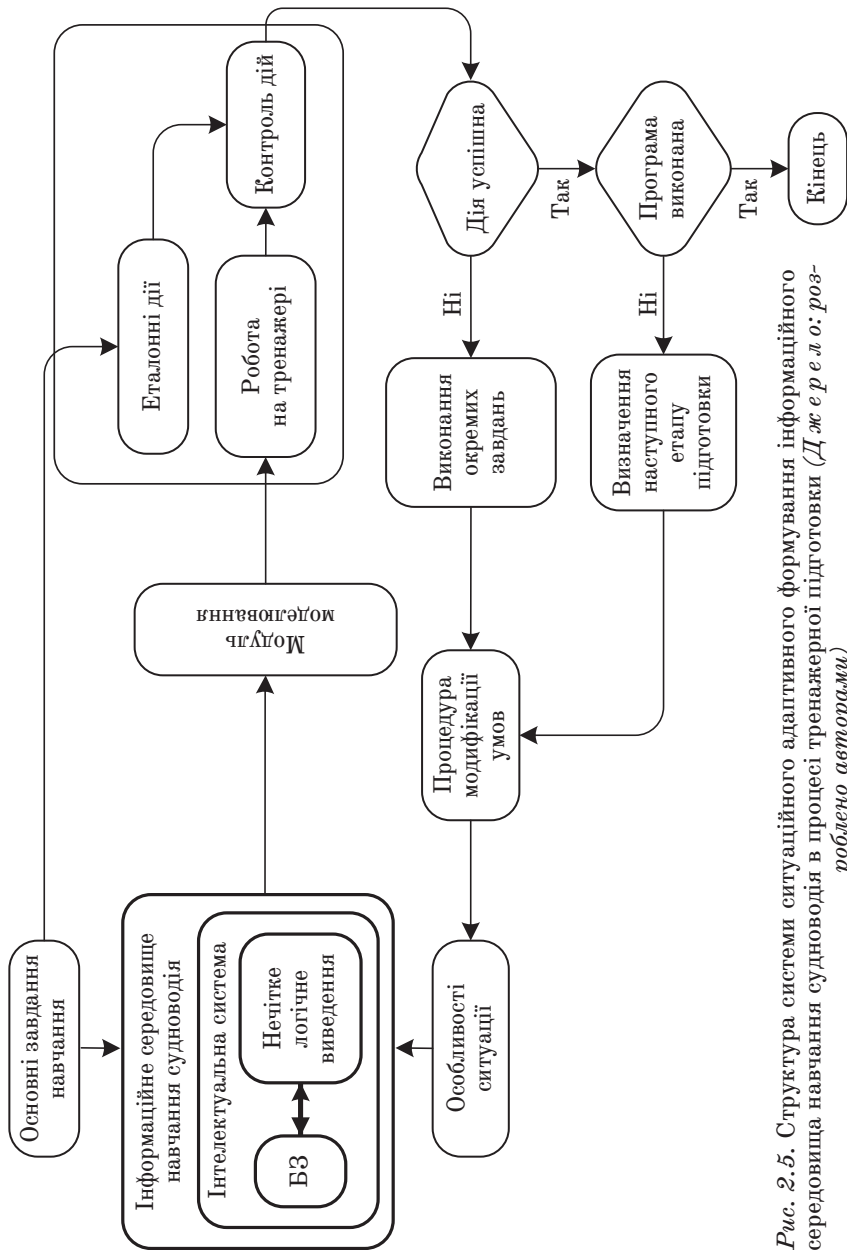 Основні завдання
навчання
Інформаційне середовище
навчання судноводія
Інтелектуальна система
БЗ
Нечітке
логічне
виведення
Особливості
ситуації
Модуль
моделювання
Процедура
модифікації
умов
Еталонні дії
Робота
на тренажері
Контроль дій
Виконання
окремих
завдань
Ні
Дія успішна
Так
Визначення
наступного
етапу
підготовки
Ні
Програма
виконана
Так
Кінець
Рис. 2.5. Структура системи ситуаційного адаптивного формування інформаційного
середовища навчання судноводія в процесі тренажерної підготовки (Джерело: роз-
роблено авторами)